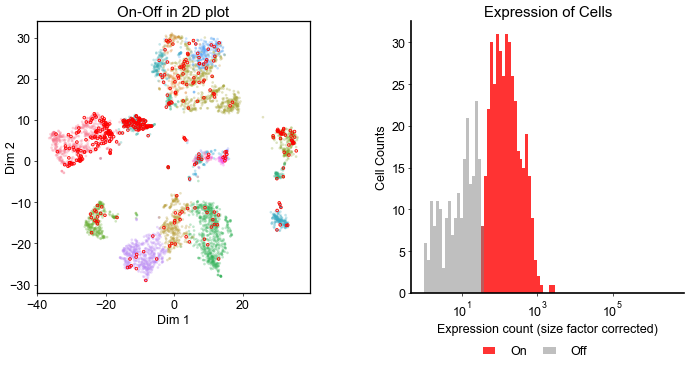 On-Off in 2D plot
Dim 2
30
20
10
0
−10
−20
−30
−40
−20
0
20
Dim 1
Expression of Cells
Cell Counts
30
25
20
15
10
5
0
10^1
10^3
10^5
Expression count (size factor corrected)
On
Off